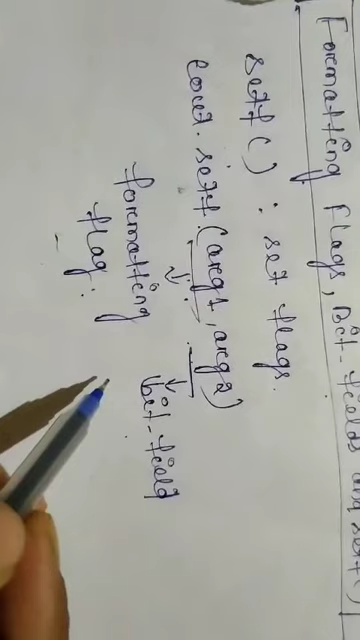 Formatting Flags, Bit-fields and setf()
setf() : set flags.
cout.setf(arg1, arg2)
formatting
flag.
bit-field